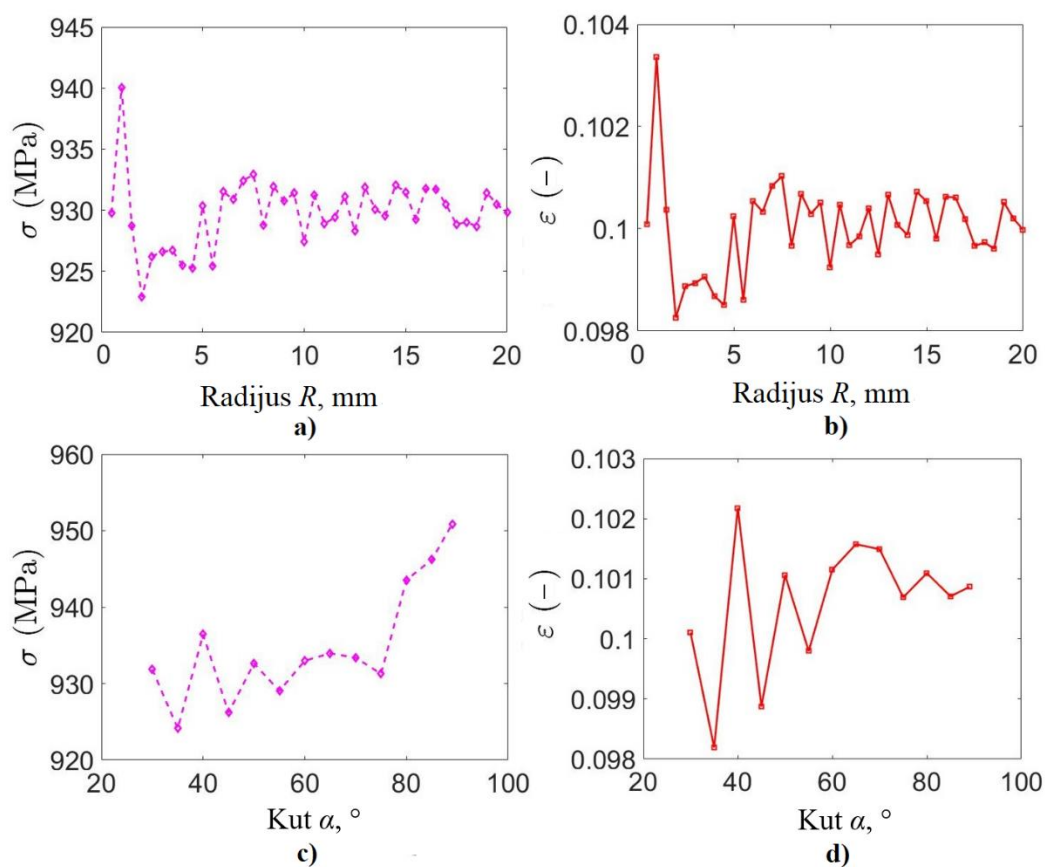 945
940
935
930
925
920
σ (MPa)
0 5 10 15 20
Radijus R, mm
a)
0.104
0.102
0.1
0.098
ε (−)
0 5 10 15 20
Radijus R, mm
b)
960
950
940
930
920
σ (MPa)
20 40 60 80 100
Kut α, °
c)
0.103
0.102
0.101
0.1
0.099
0.098
ε (−)
20 40 60 80 100
Kut α, °
d)